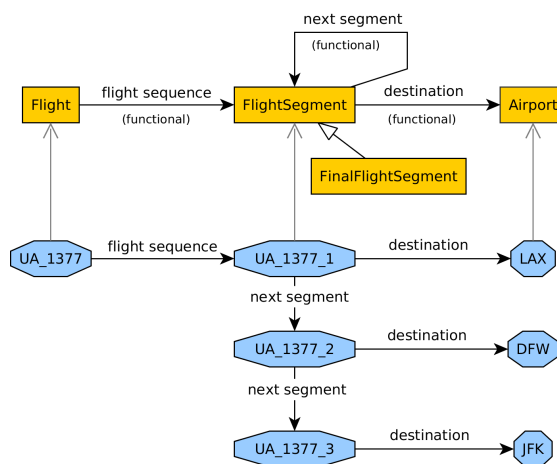 next segment
(functional)
Flight
flight sequence
(functional)
FlightSegment
destination
(functional)
Airport
FinalFlightSegment
UA_1377
flight sequence
UA_1377_1
destination
LAX
next segment
UA_1377_2
destination
DFW
next segment
UA_1377_3
destination
JFK